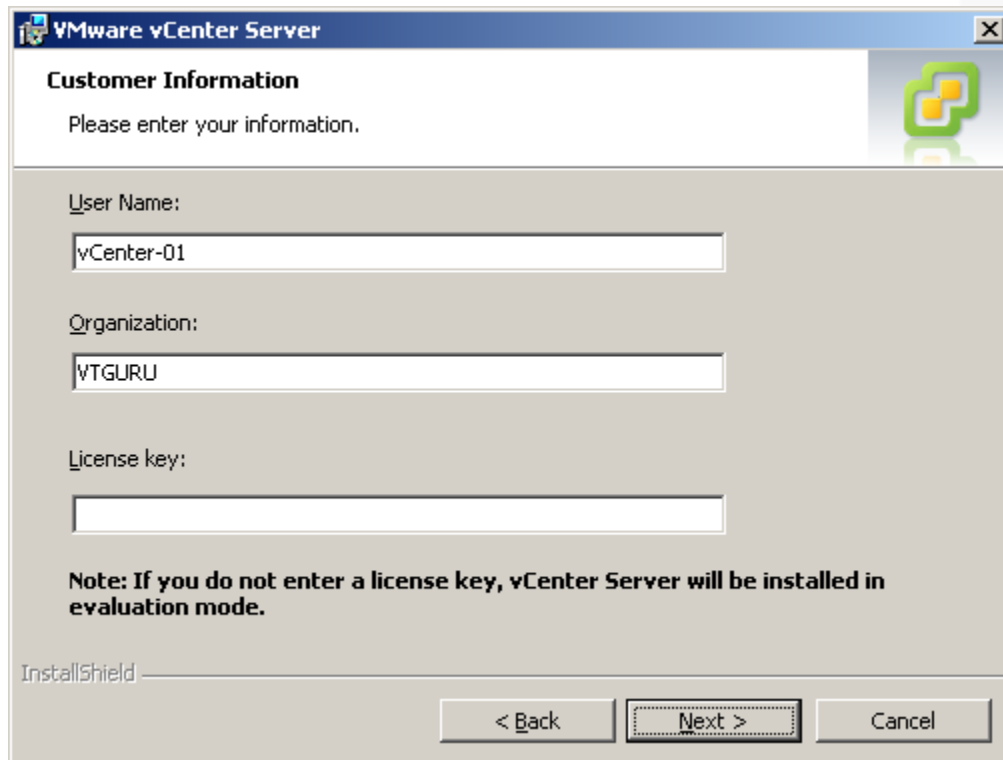 VMware vCenter Server
Customer Information
Please enter your information.
User Name:
vCenter-01
Organization:
VTGURU
License key:
Note: If you do not enter a license key, vCenter Server will be installed in
evaluation mode.
InstallShield
< Back
Next >
Cancel